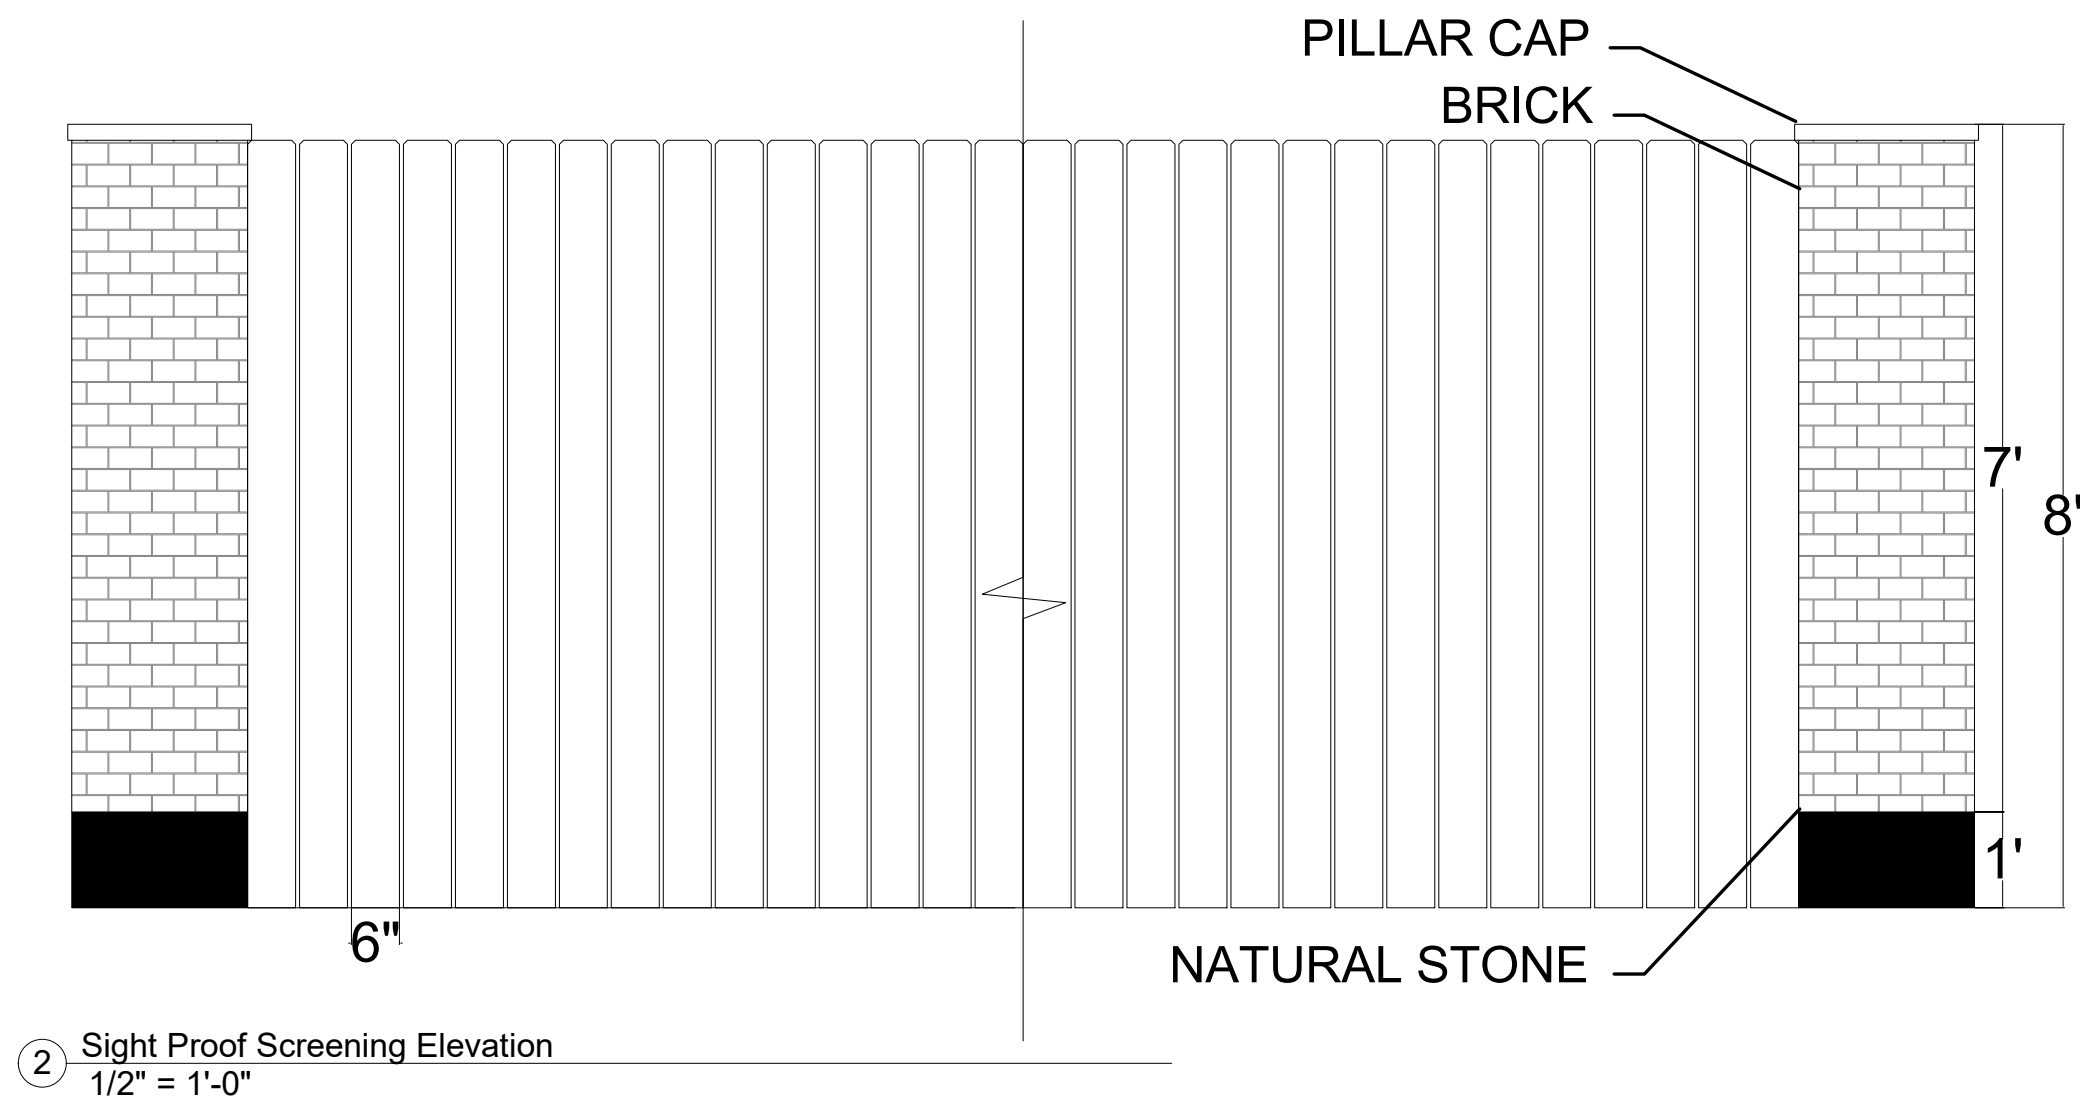 PILLAR CAP
BRICK
7'
8'
1'
6"
NATURAL STONE
2
Sight Proof Screening Elevation
1/2" = 1'-0"